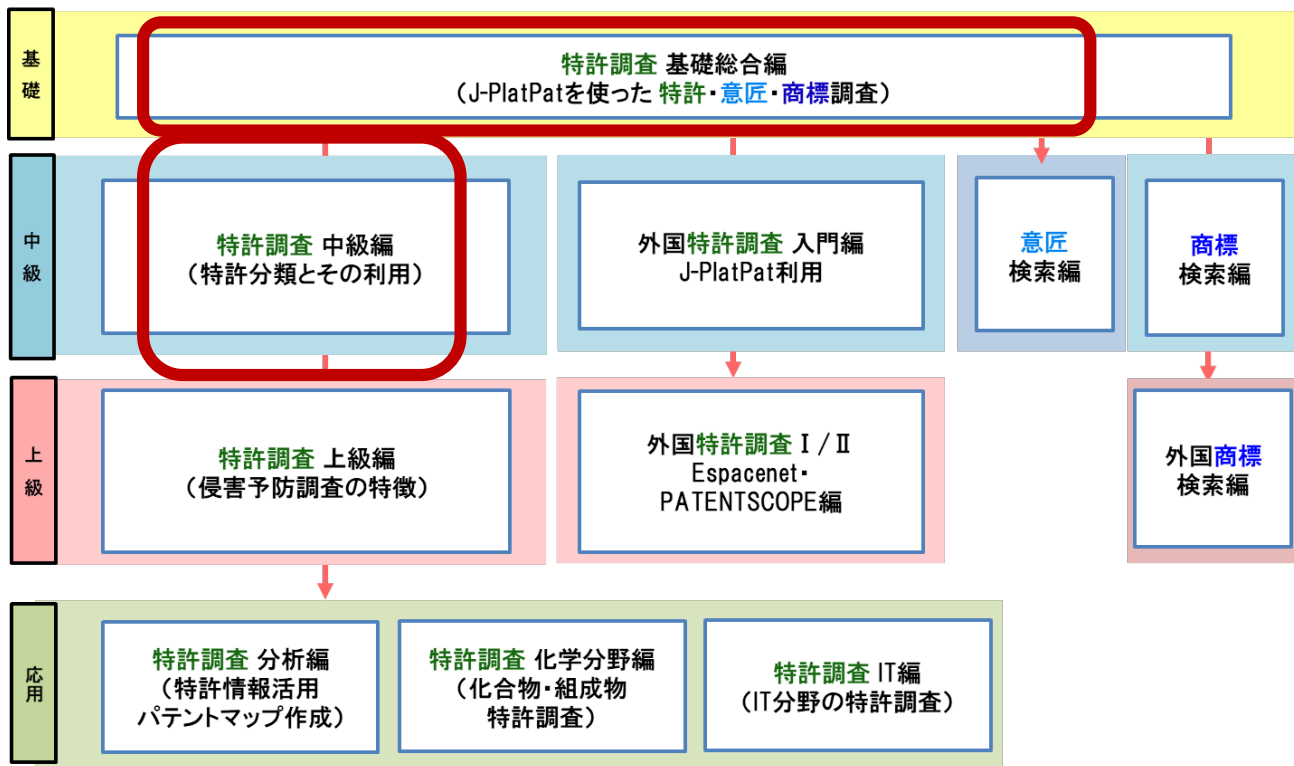 基礎
特許調査 基礎総合編
(J-PlatPatを使った 特許・意匠・商標調査)
中級
特許調査 中級編
(特許分類とその利用)
外国特許調査 入門編
J-PlatPat利用
意匠
検索編
商標
検索編
上級
特許調査 上級編
(侵害予防調査の特徴)
外国特許調査 Ⅰ / Ⅱ
Espacenet・
PATENTSCOPE編
外国商標
検索編
応用
特許調査 分析編
(特許情報活用
パテントマップ作成)
特許調査 化学分野編
(化合物・組成物
特許調査)
特許調査 IT編
(IT分野の特許調査)